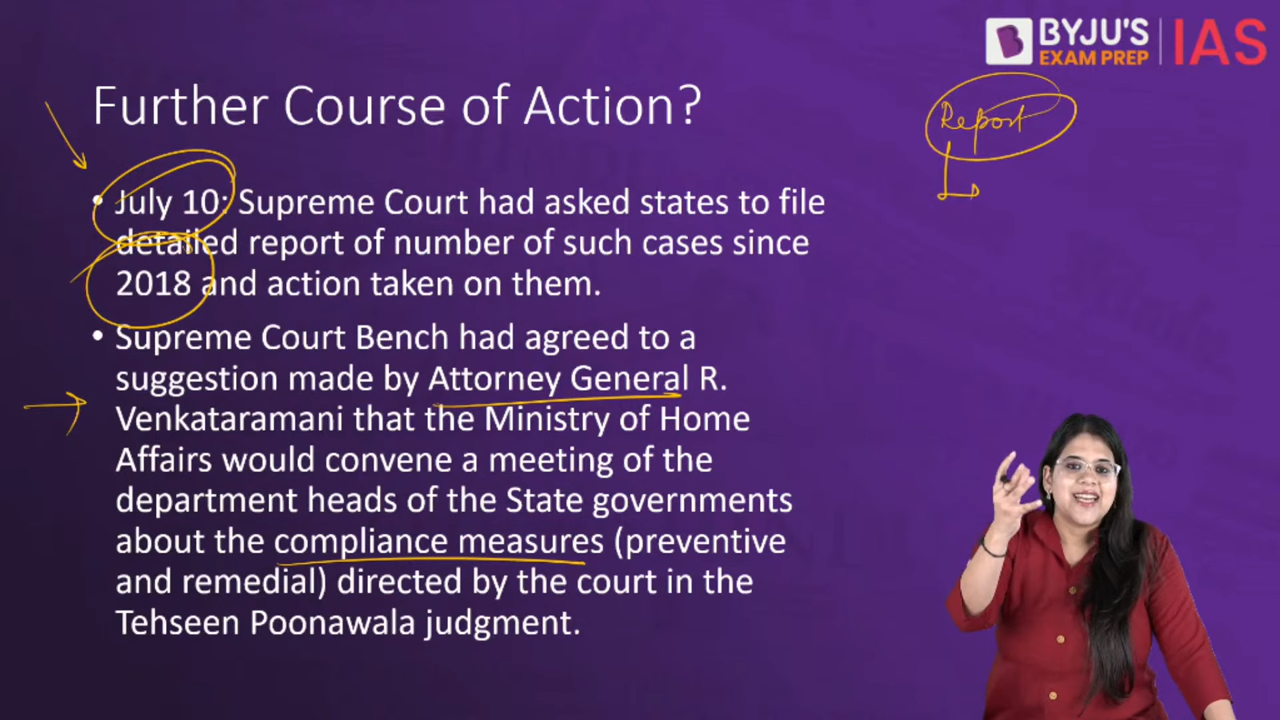 BYJU'S
EXAM PREP
IAS
Further Course of Action?
Report
• July 10: Supreme Court had asked states to file
detailed report of number of such cases since
2018 and action taken on them.
• Supreme Court Bench had agreed to a
suggestion made by Attorney General R.
Venkataramani that the Ministry of Home
Affairs would convene a meeting of the
department heads of the State governments
about the compliance measures (preventive
and remedial) directed by the court in the
Tehseen Poonawala judgment.